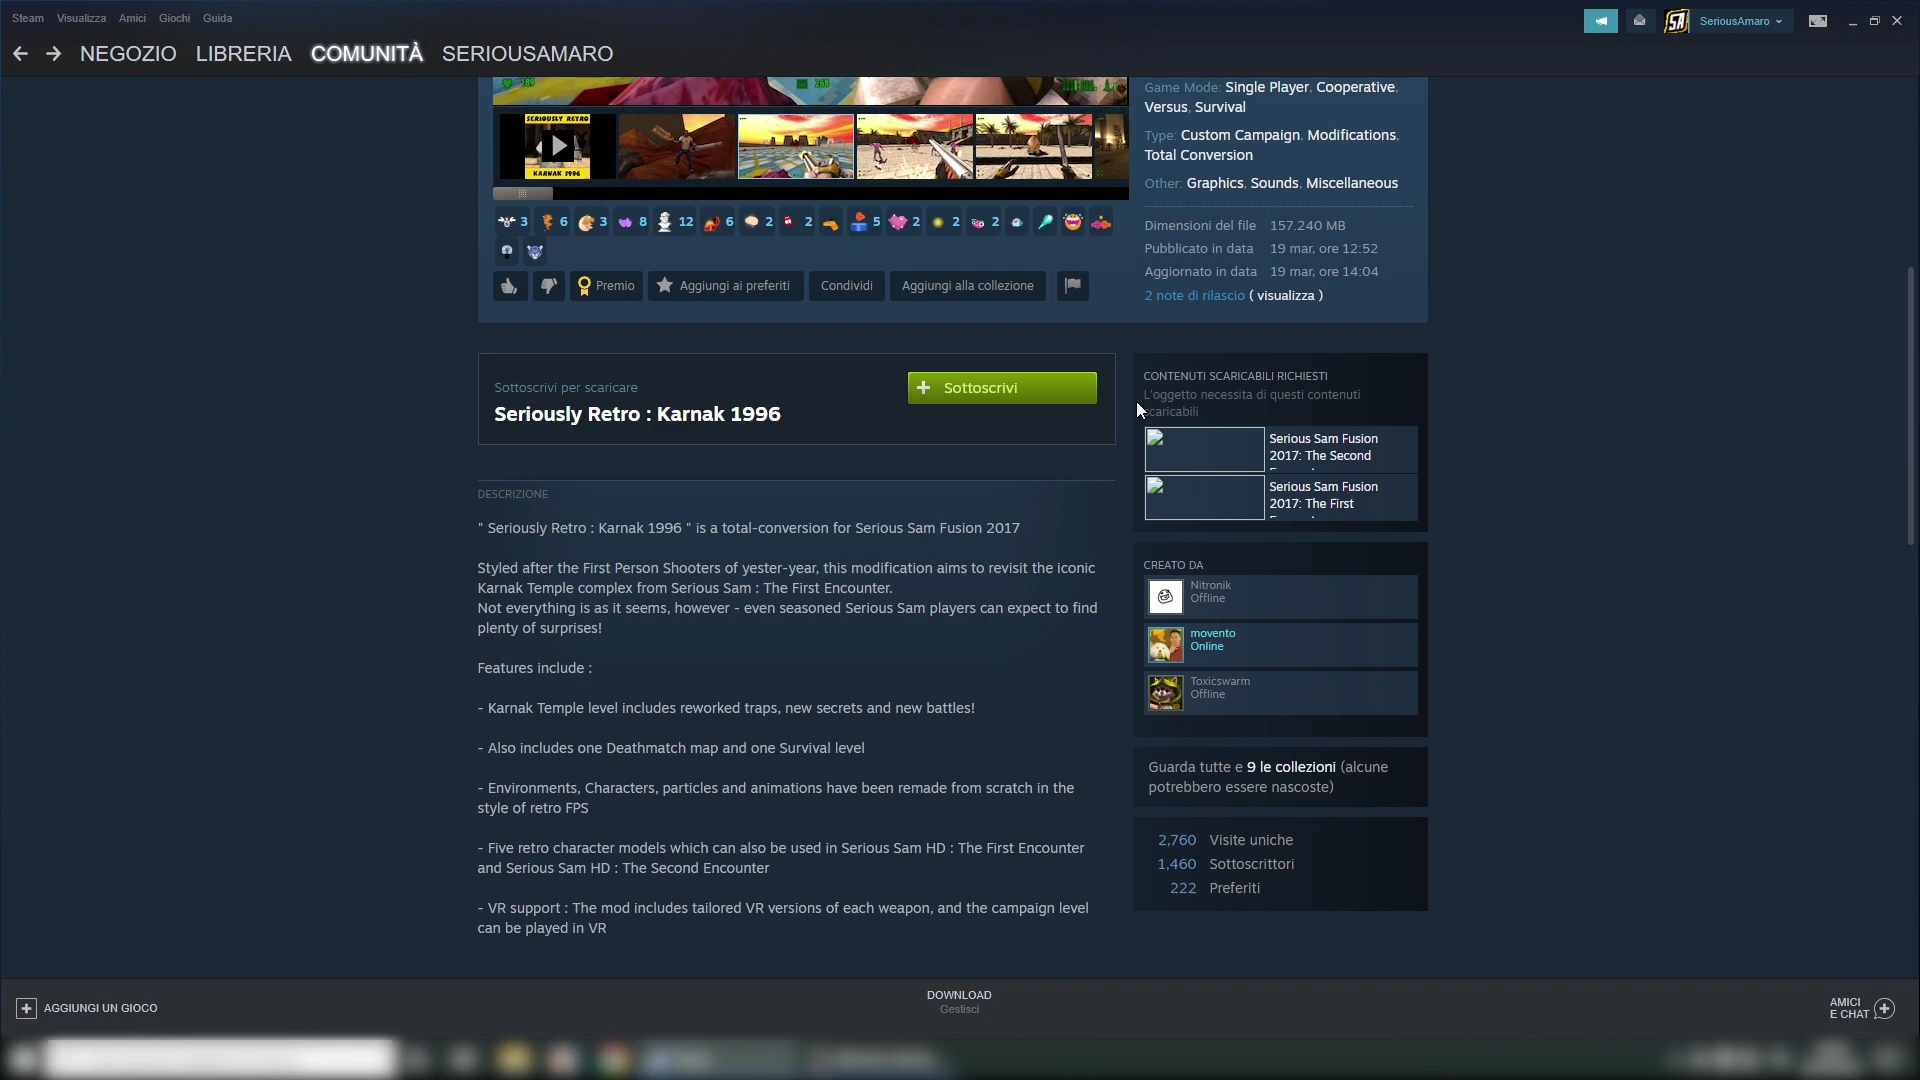 Steam Visualizza Amici Giochi Guida
SeriousAmaro
NEGOZIO LIBRERIA COMUNITÀ SERIOUSAMARO
189 268
SERIOUSLY RETRO
KARNAK 1996
3 6 3 8 12 6 2 2 5 2 2 2
Premio Aggiungi ai preferiti Condividi Aggiungi alla collezione
Game Mode: Single Player, Cooperative,
Versus, Survival
Type: Custom Campaign, Modifications,
Total Conversion
Other: Graphics, Sounds, Miscellaneous
Dimensioni del file 157.240 MB
Pubblicato in data 19 mar, ore 12:52
Aggiornato in data 19 mar, ore 14:04
2 note di rilascio ( visualizza )
Sottoscrivi per scaricare
Seriously Retro : Karnak 1996
Sottoscrivi
DESCRIZIONE
" Seriously Retro : Karnak 1996 " is a total-conversion for Serious Sam Fusion 2017
Styled after the First Person Shooters of yester-year, this modification aims to revisit the iconic
Karnak Temple complex from Serious Sam : The First Encounter.
Not everything is as it seems, however - even seasoned Serious Sam players can expect to find
plenty of surprises!
Features include :
- Karnak Temple level includes reworked traps, new secrets and new battles!
- Also includes one Deathmatch map and one Survival level
- Environments, Characters, particles and animations have been remade from scratch in the
style of retro FPS
- Five retro character models which can also be used in Serious Sam HD : The First Encounter
and Serious Sam HD : The Second Encounter
- VR support : The mod includes tailored VR versions of each weapon, and the campaign level
can be played in VR
CONTENUTI SCARICABILI RICHIESTI
L'oggetto necessita di questi contenuti
scaricabili
Serious Sam Fusion
2017: The Second
Serious Sam Fusion
2017: The First
CREATO DA
Nitronik
Offline
movento
Online
Toxicswarm
Offline
Guarda tutte e 9 le collezioni (alcune
potrebbero essere nascoste)
2,760 Visite uniche
1,460 Sottoscrittori
222 Preferiti
AGGIUNGI UN GIOCO
DOWNLOAD
Gestisci
AMICI
E CHAT